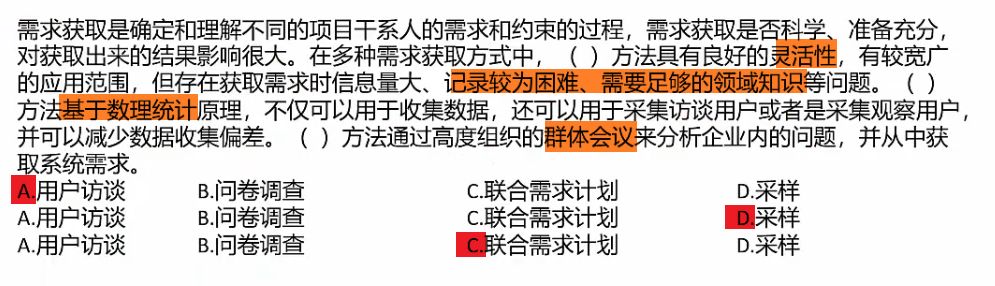 需求获取是确定和理解不同的项目干系人的需求和约束的过程，需求获取是否科学、准备充分，
对获取出来的结果影响很大。在多种需求获取方式中，（ ）方法具有良好的灵活性，有较宽广
的应用范围，但存在获取需求时信息量大、记录较为困难、需要足够的领域知识等问题。（ ）
方法基于数理统计原理，不仅可以用于收集数据，还可以用于采集访谈用户或者是采集观察用户，
并可以减少数据收集偏差。（ ）方法通过高度组织的群体会议来分析企业内的问题，并从中获
取系统需求。
A.用户访谈 B.问卷调查 C.联合需求计划 D.采样
A.用户访谈 B.问卷调查 C.联合需求计划 D.采样
A.用户访谈 B.问卷调查 C.联合需求计划 D.采样